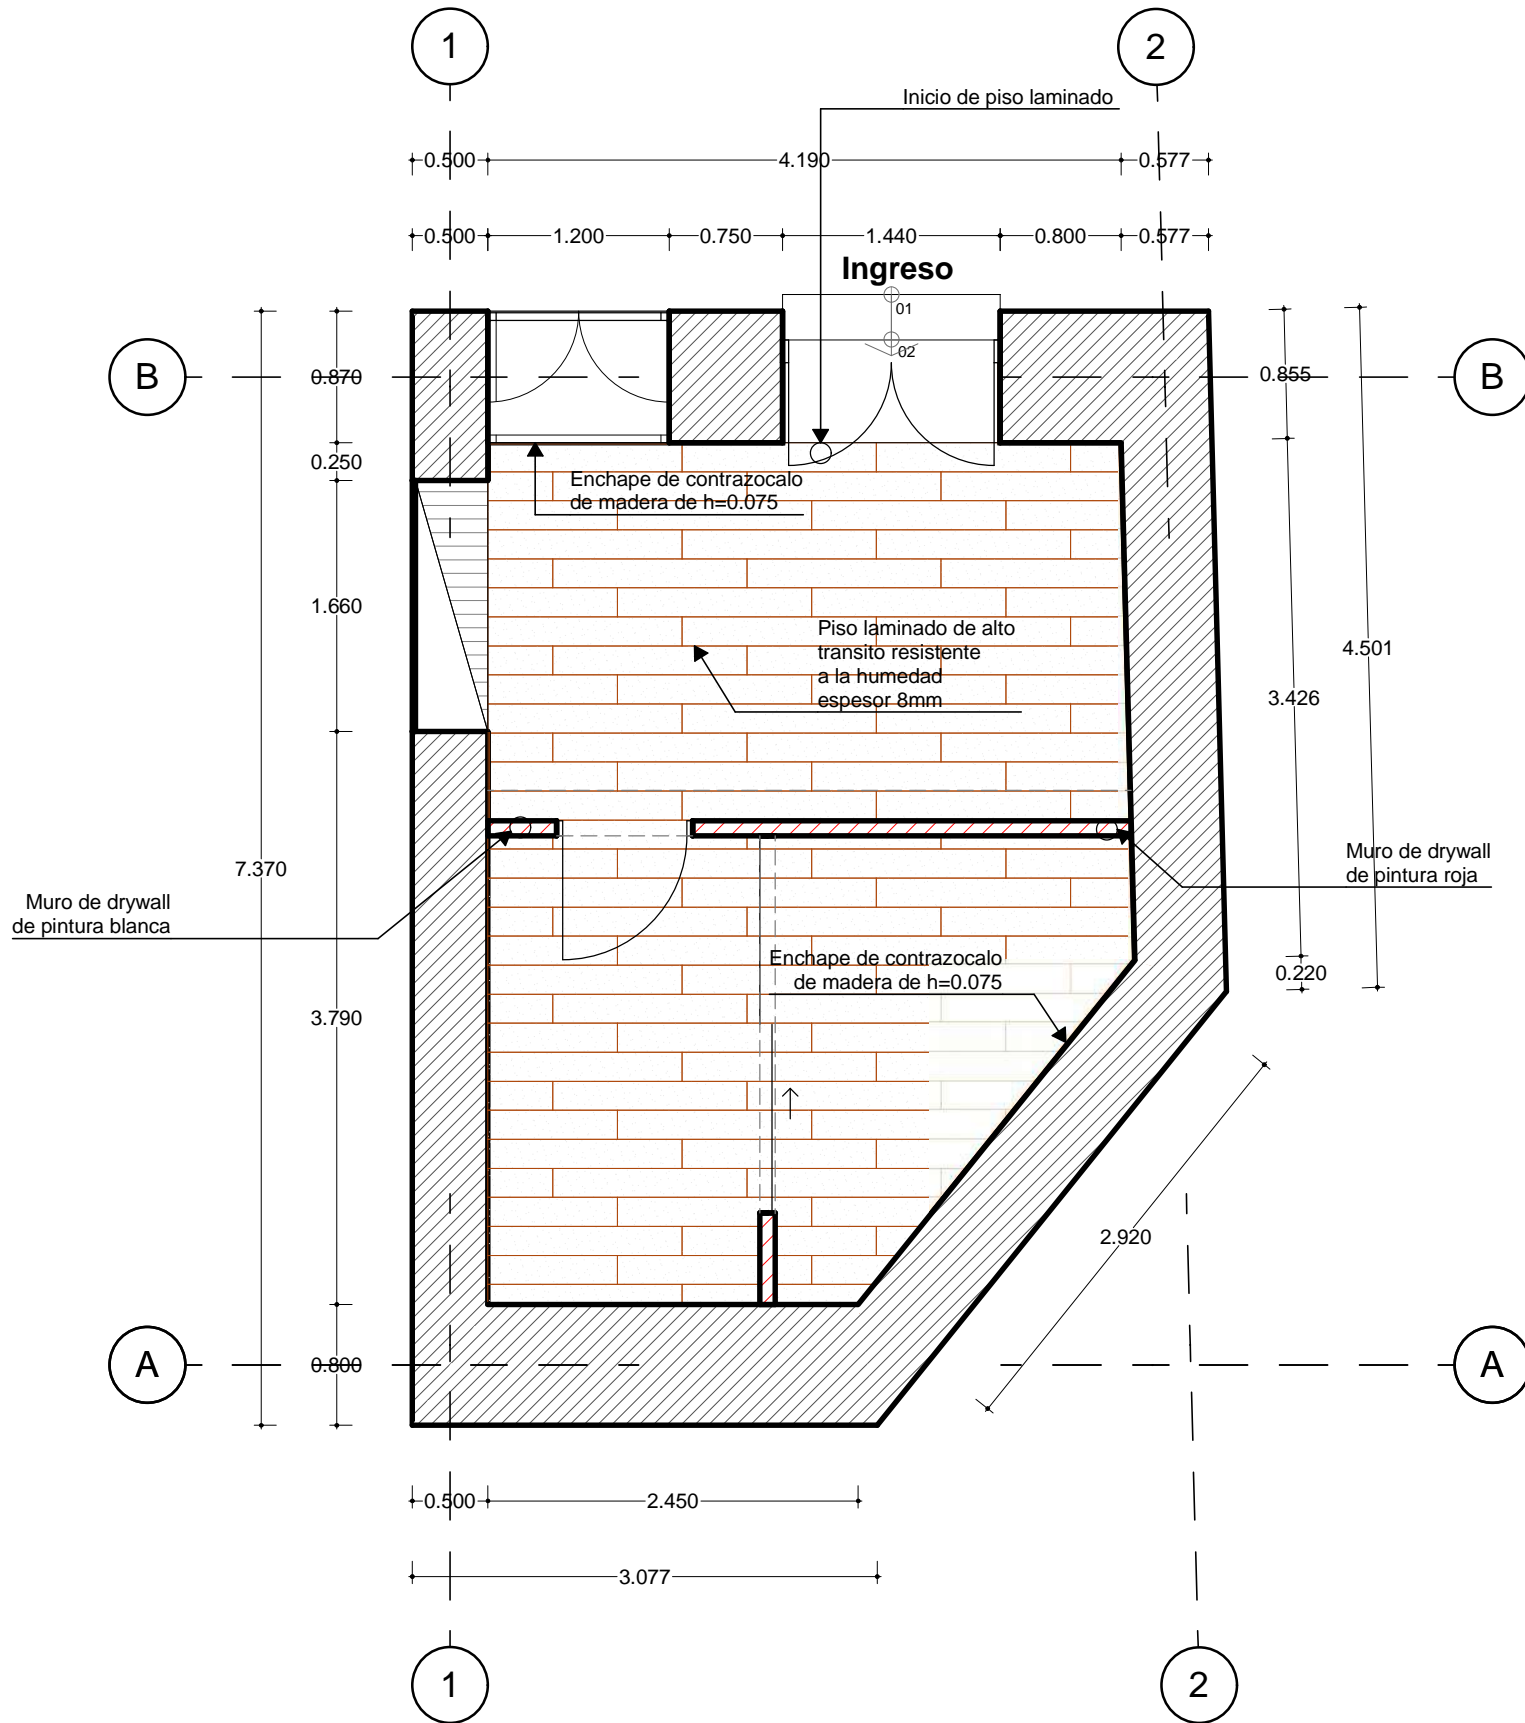 1
2
Inicio de piso laminado
0.500
4.190
0.577
0.500
1.200
0.750
1.440
0.800
0.577
Ingreso
01
02
B
B
0.870
0.855
0.250
Enchape de contrazocalo
de madera de h=0.075
1.660
Piso laminado de alto
transito resistente
a la humedad
espesor 8mm
4.501
3.426
7.370
Muro de drywall
de pintura roja
Muro de drywall
de pintura blanca
Enchape de contrazocalo
de madera de h=0.075
0.220
3.790
2.920
A
A
0.800
0.500
2.450
3.077
1
2